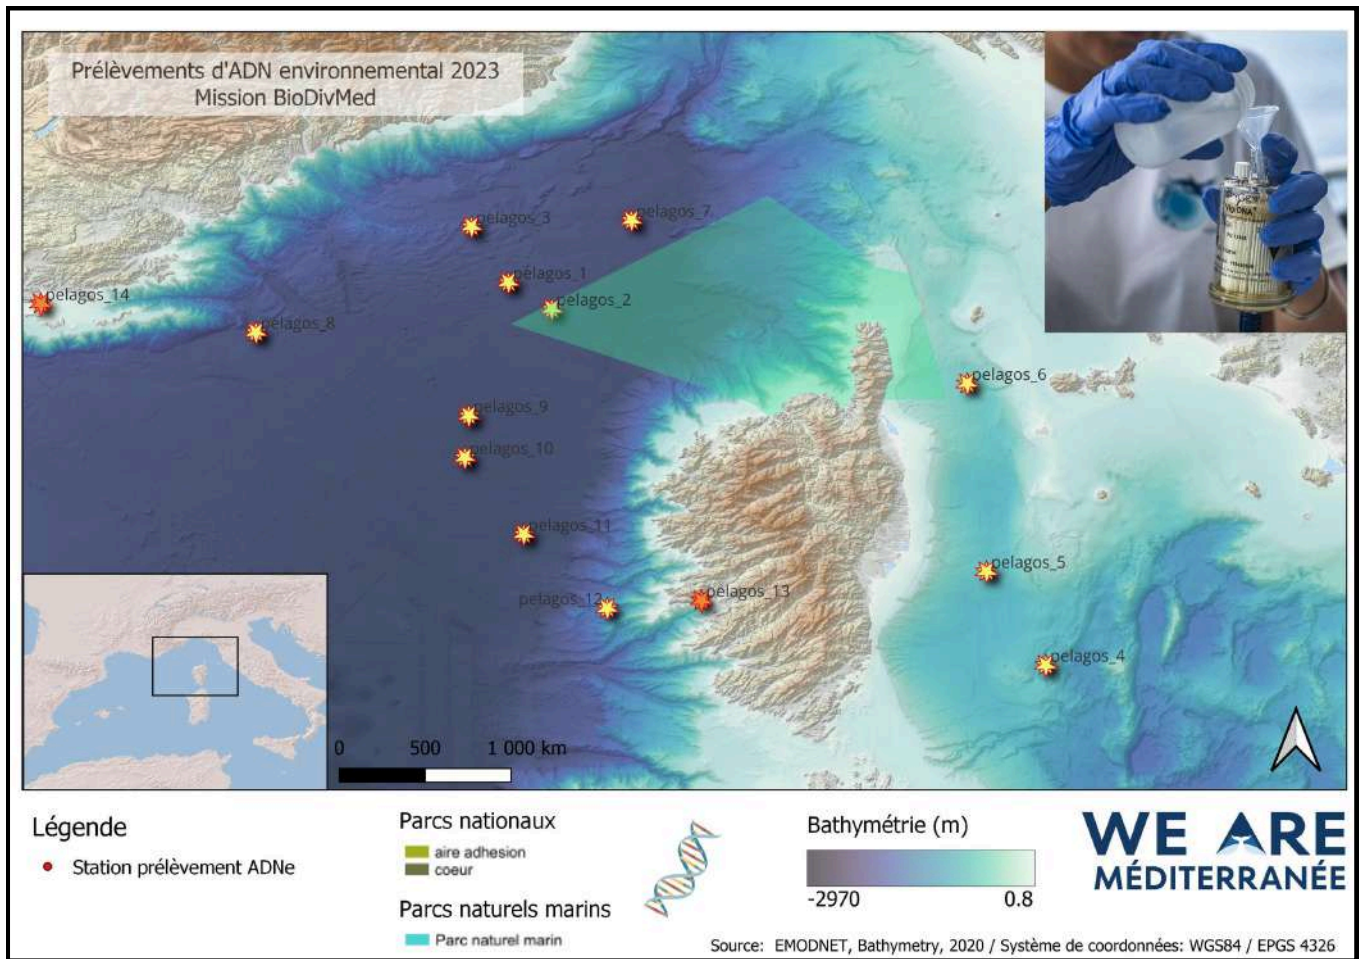 Prélèvements d'ADN environnemental 2023
Mission BioDivMed
pelagos_3
pelagos_7
pélagos_1
pelagos_2
pelagos_14
pelagos_8
pelagos_6
pelagos_9
pelagos_10
pelagos_11
pelagos_5
pelagos_12
pelagos_13
pelagos_4
0 500 1 000 km
Légende
Station prélèvement ADNe
Parcs nationaux
aire adhesion
coeur
Parcs naturels marins
Parc naturel marin
Bathymétrie (m)
-2970 0.8
WE ARE
MÉDITERRANÉE
Source: EMODNET, Bathymetry, 2020 / Système de coordonnées: WGS84 / EPGS 4326